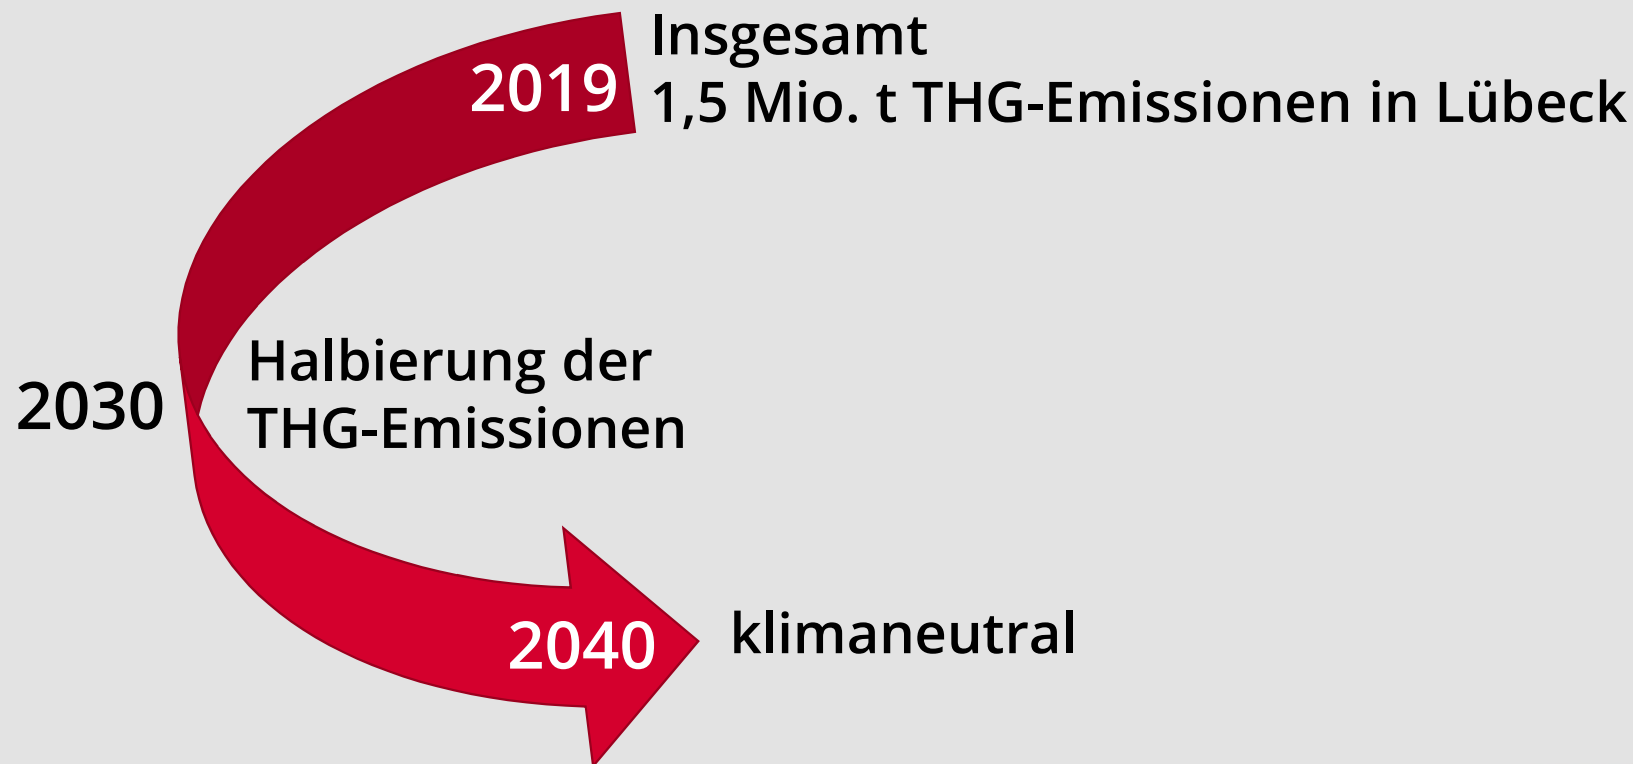 2019
Insgesamt
1,5 Mio. t THG-Emissionen in Lübeck
2030
Halbierung der
THG-Emissionen
2040
klimaneutral